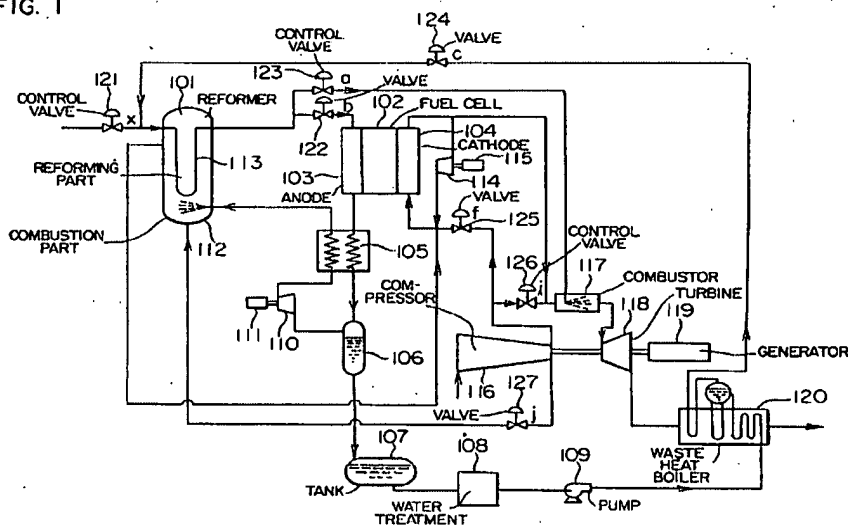 FIG. 1
124
VALVE
c
CONTROL
VALVE
123
a
VALVE
121
101
CONTROL
VALVE
REFORMER
102
b
FUEL CELL
x
122
104
CATHODE
113
115
REFORMING
PART
103
ANODE
114
VALVE
f
125
COMBUSTION
PART
112
105
CONTROL
VALVE
126
117
COM-
PRESSOR
i
COMBUSTOR
118
TURBINE
119
111
110
106
GENERATOR
116
127
VALVE
j
120
107
108
109
WASTE
HEAT
BOILER
TANK
WATER
TREATMENT
PUMP